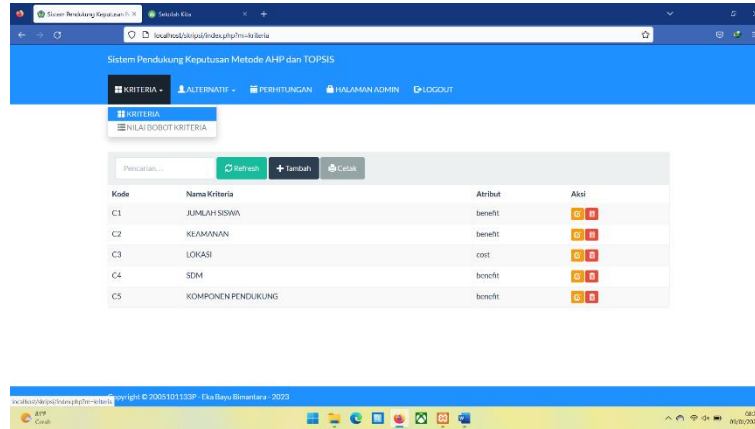 Sistem Pendukung Keputusan
Sekolah Kita
localhost/skripsi/index.php?m=kriteria
Sistem Pendukung Keputusan Metode AHP dan TOPSIS
KRITERIA ALTERNATIF PERHITUNGAN HALAMAN ADMIN LOGOUT
KRITERIA
NILAI BOBOT KRITERIA
Pencarian... Refresh Tambah Cetak
Kode Nama Kriteria Atribut Aksi
C1 JUMLAH SISWA benefit
C2 KEAMANAN benefit
C3 LOKASI cost
C4 SDM benefit
C5 KOMPONEN PENDUKUNG benefit
Copyright © 2005101133P - Eka Bayu Bimantara - 2023
localhost/skripsi/index.php?m=kriteria
Cerah